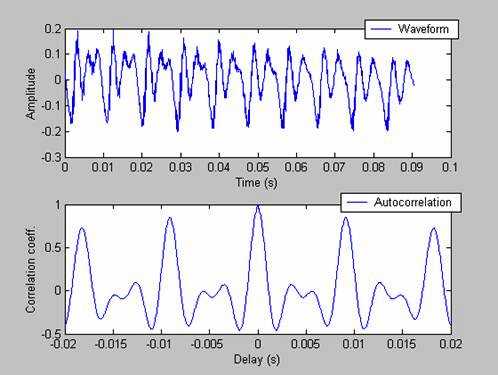 0.2
Waveform
0.1
0
-0.1
-0.2
-0.3
Amplitude
0 0.01 0.02 0.03 0.04 0.05 0.06 0.07 0.08 0.09 0.1
Time (s)
1
Autocorrelation
0.5
0
-0.5
Correlation coeff.
-0.02 -0.015 -0.01 -0.005 0 0.005 0.01 0.015 0.02
Delay (s)